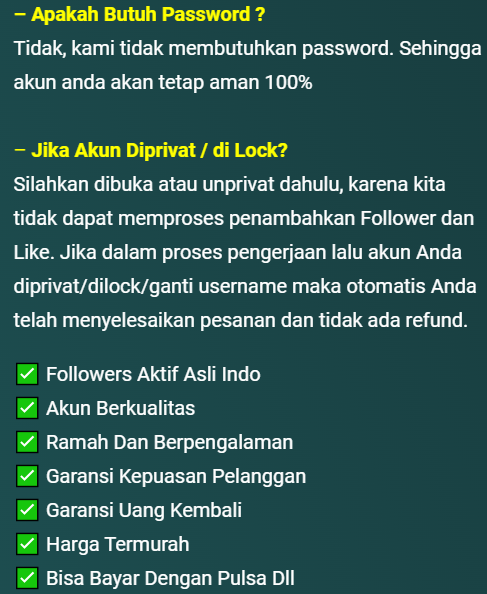 – Apakah Butuh Password ?
Tidak, kami tidak membutuhkan password. Sehingga
akun anda akan tetap aman 100%
– Jika Akun Diprivat / di Lock?
Silahkan dibuka atau unprivat dahulu, karena kita
tidak dapat memproses penambahkan Follower dan
Like. Jika dalam proses pengerjaan lalu akun Anda
diprivat/dilock/ganti username maka otomatis Anda
telah menyelesaikan pesanan dan tidak ada refund.
✅ Followers Aktif Asli Indo
✅ Akun Berkualitas
✅ Ramah Dan Berpengalaman
✅ Garansi Kepuasan Pelanggan
✅ Garansi Uang Kembali
✅ Harga Termurah
✅ Bisa Bayar Dengan Pulsa Dll